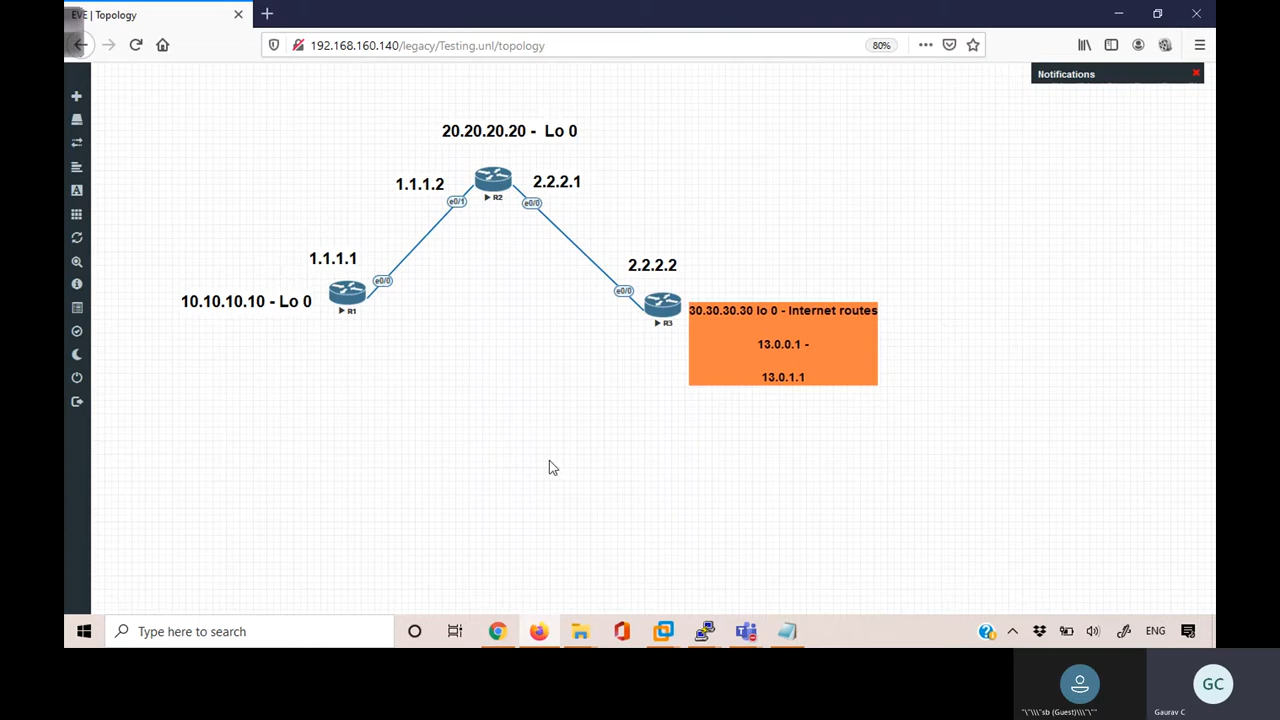 EVE | Topology
192.168.160.140/legacy/Testing.unl/topology
80%
Notifications
20.20.20.20 - Lo 0
1.1.1.2
2.2.2.1
e0/1
R2
e0/0
1.1.1.1
2.2.2.2
e0/0
10.10.10.10 - Lo 0
R1
e0/0
R3
30.30.30.30 lo 0 - Internet routes
13.0.0.1 -
13.0.1.1
Type here to search
ENG
"\"\\\"sb (Guest)\\\"\""
Gaurav C
GC